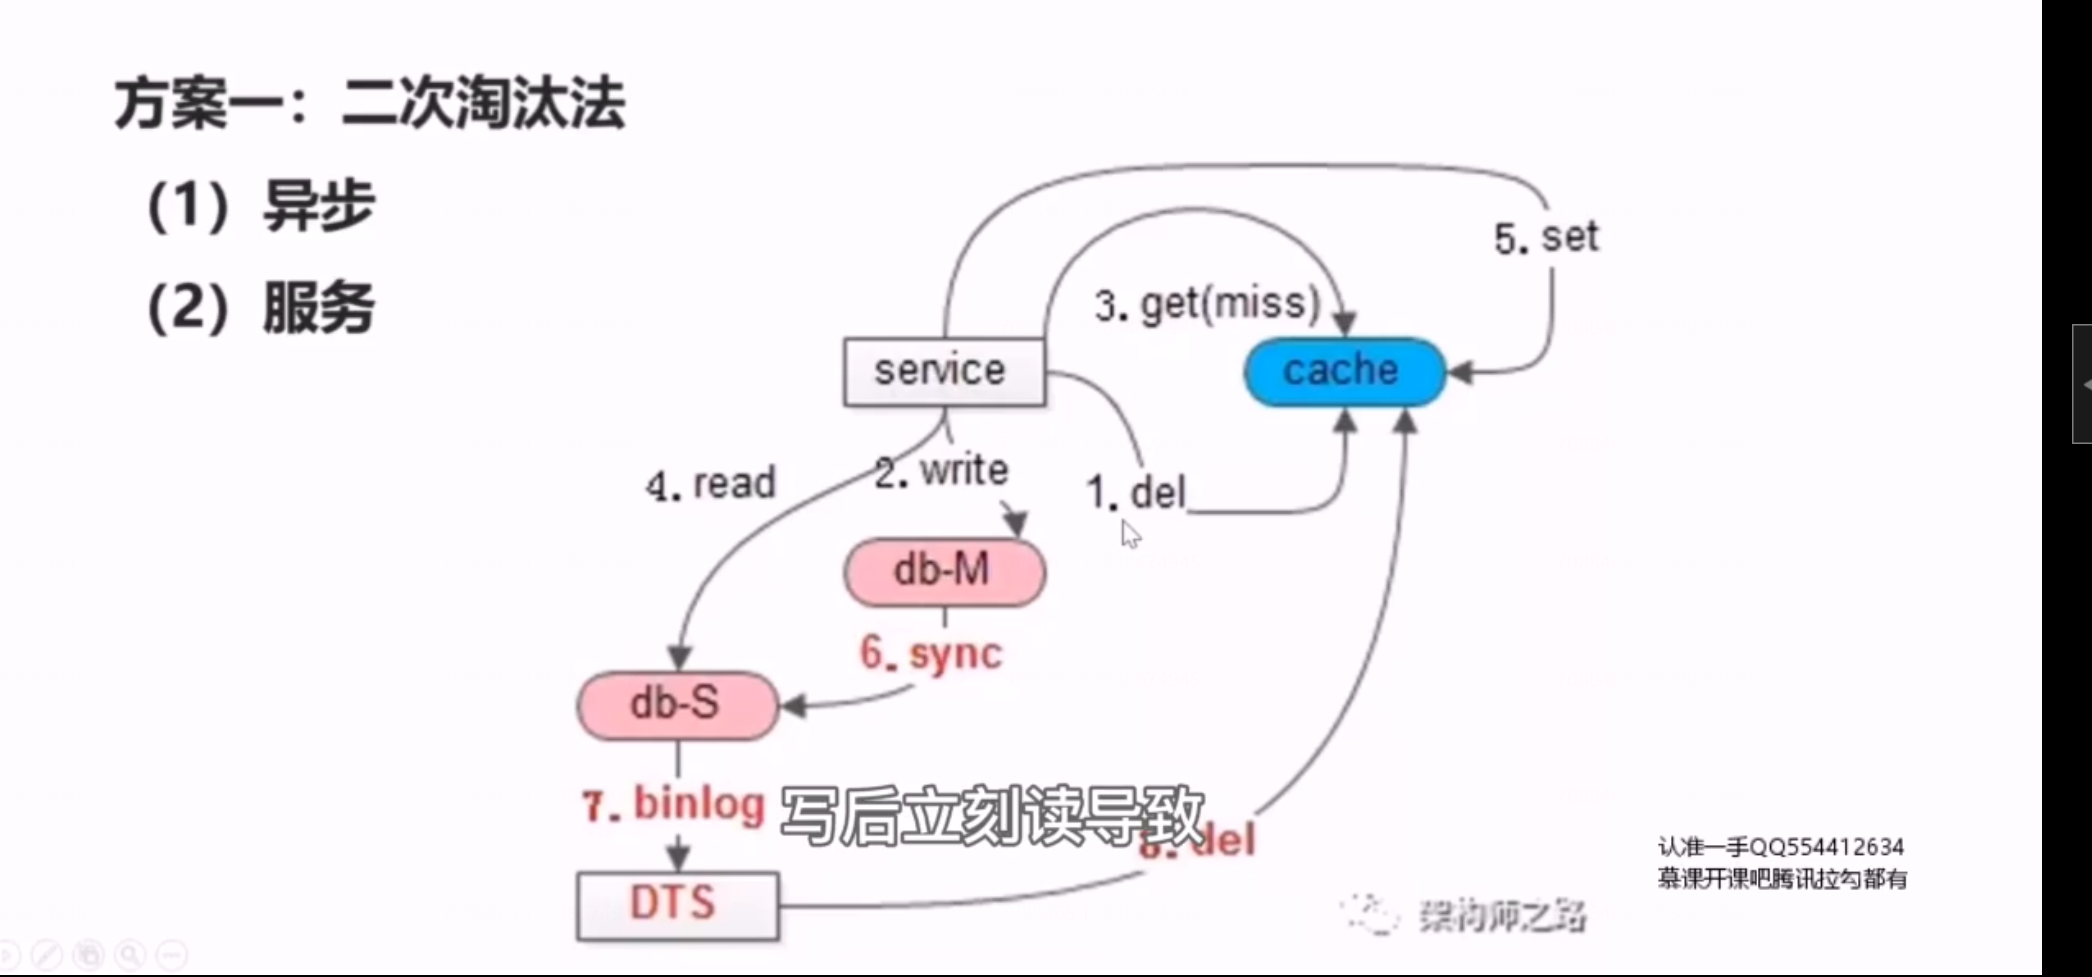 方案一：二次淘汰法
（1）异步
（2）服务
5. set
3. get(miss)
service
cache
4. read
2. write
1. del
db-M
6. sync
db-S
7. binlog
写后立刻读导致
8. del
DTS
认准一手QQ554412634
慕课开课吧腾讯拉勾都有
架构师之路